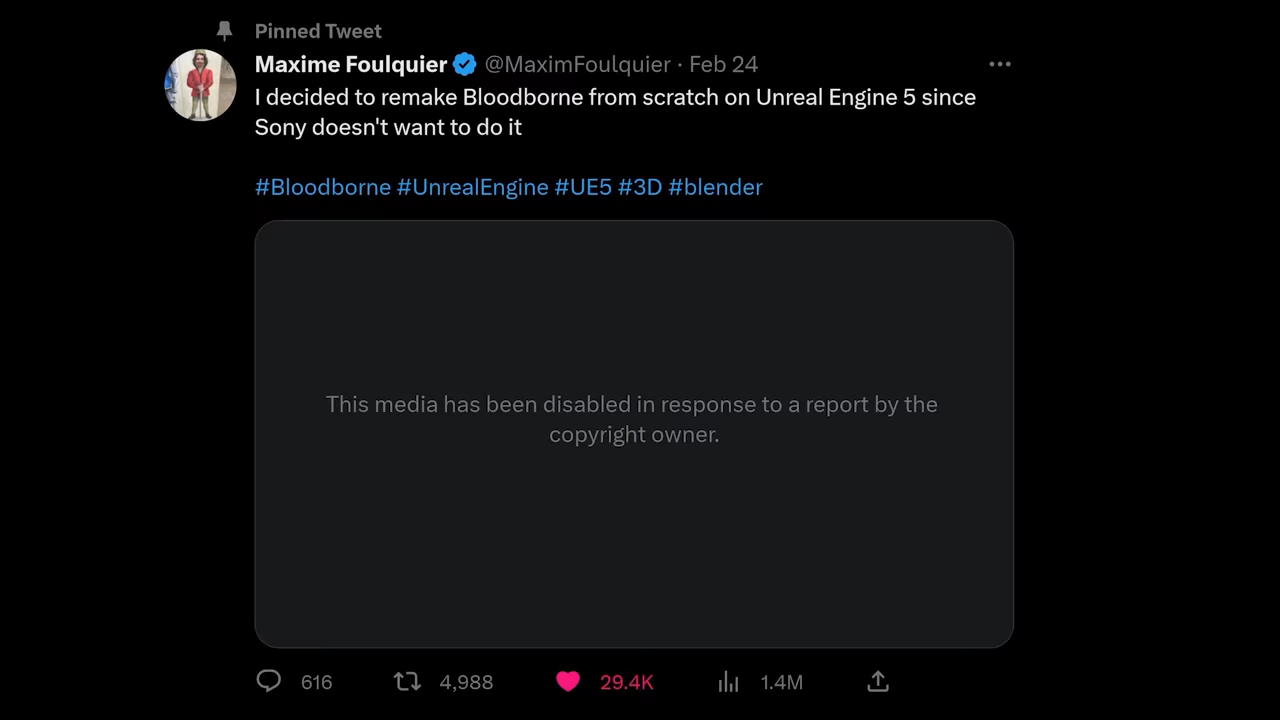 Pinned Tweet
Maxime Foulquier @MaximFoulquier · Feb 24
I decided to remake Bloodborne from scratch on Unreal Engine 5 since
Sony doesn't want to do it
#Bloodborne #UnrealEngine #UE5 #3D #blender
This media has been disabled in response to a report by the
copyright owner.
616 4,988 29.4K 1.4M